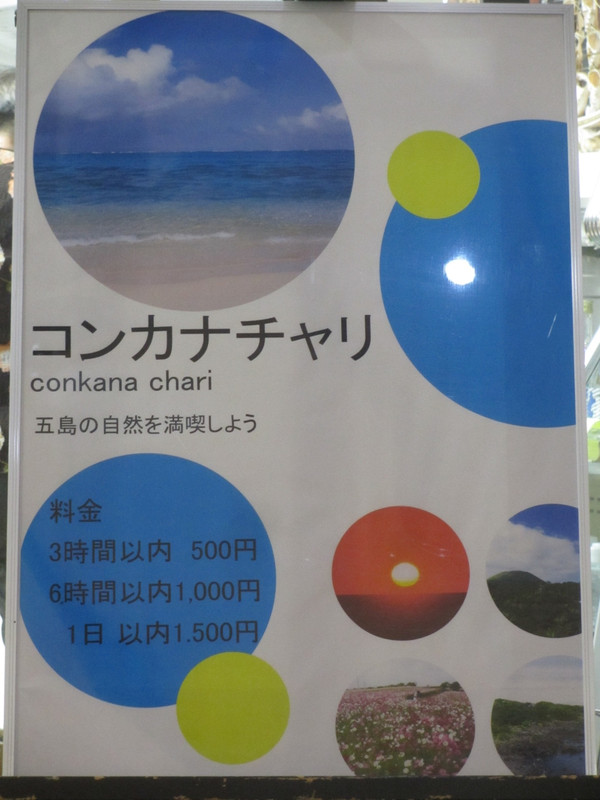 コンカナチャリ
conkana chari
五島の自然を満喫しよう
料金
3時間以内 500円
6時間以内1,000円
1日 以内1.500円